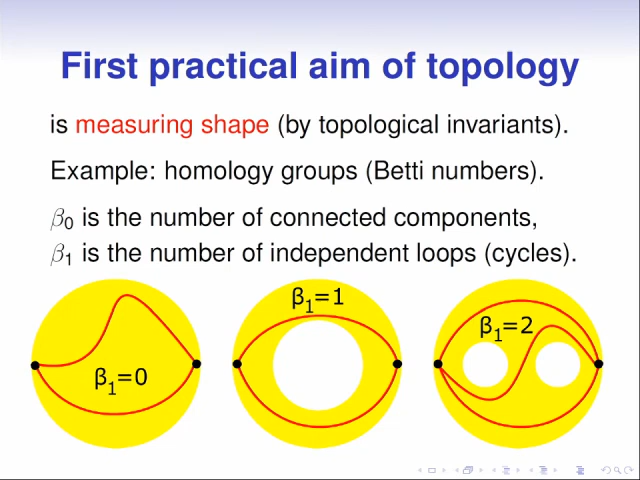 First practical aim of topology
is measuring shape (by topological invariants).
Example: homology groups (Betti numbers).
β₀ is the number of connected components,
β₁ is the number of independent loops (cycles).
β₁=0
β₁=1
β₁=2